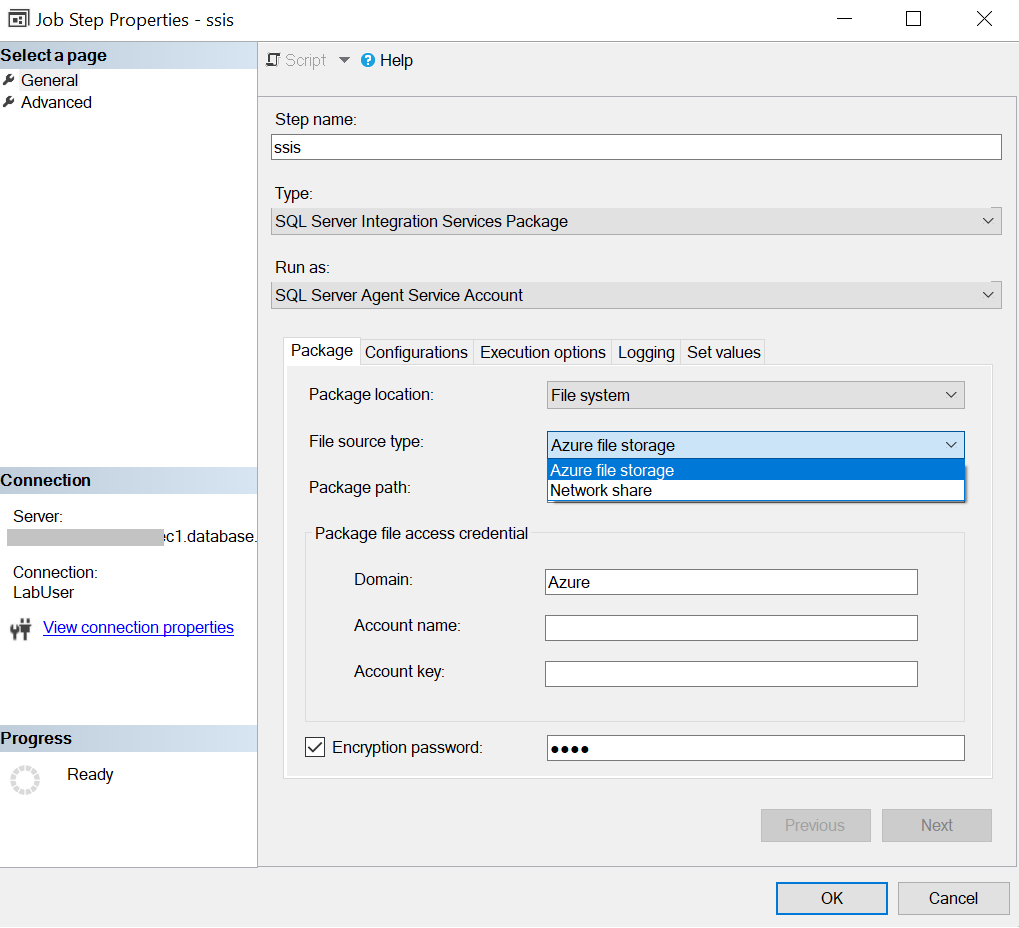 Job Step Properties - ssis
Select a page
General
Advanced
Script
Help
Step name:
ssis
Type:
SQL Server Integration Services Package
Run as:
SQL Server Agent Service Account
Package Configurations Execution options Logging Set values
Package location: File system
File source type: Azure file storage
Azure file storage
Network share
Package path:
Package file access credential
Domain: Azure
Account name:
Account key:
Encryption password: ●●●●
Connection
Server:
c1.database.
Connection:
LabUser
View connection properties
Progress
Ready
Previous Next
OK Cancel